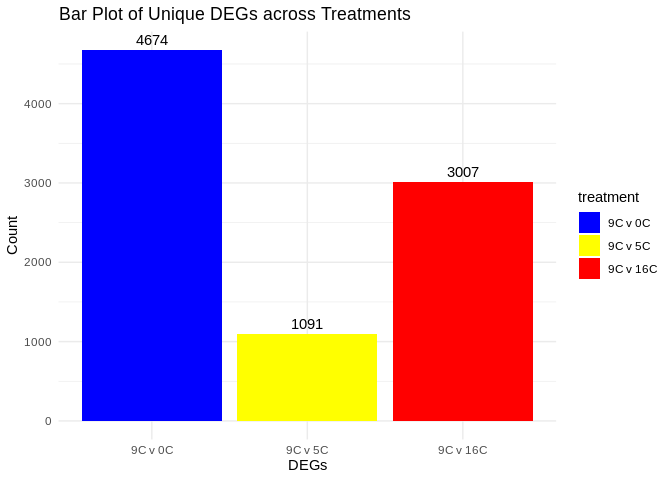 Bar Plot of Unique DEGs across Treatments
4674
3007
1091
4000
3000
2000
1000
0
Count
9C v 0C
9C v 5C
9C v 16C
DEGs
treatment
9C v 0C
9C v 5C
9C v 16C